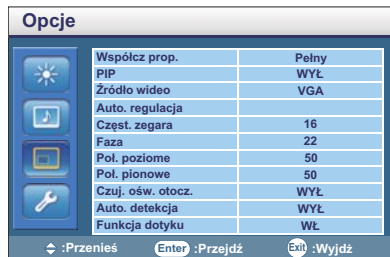 Opcje
Współcz prop. Pełny
PIP WYŁ
Źródło wideo VGA
Auto. regulacja
Częst. zegara 16
Faza 22
Poł. poziome 50
Poł. pionowe 50
Czuj. ośw. otocz. WYŁ
Auto. detekcja WYŁ
Funkcja dotyku WŁ
:Przenieś Enter :Przejdź Exit :Wyjdż